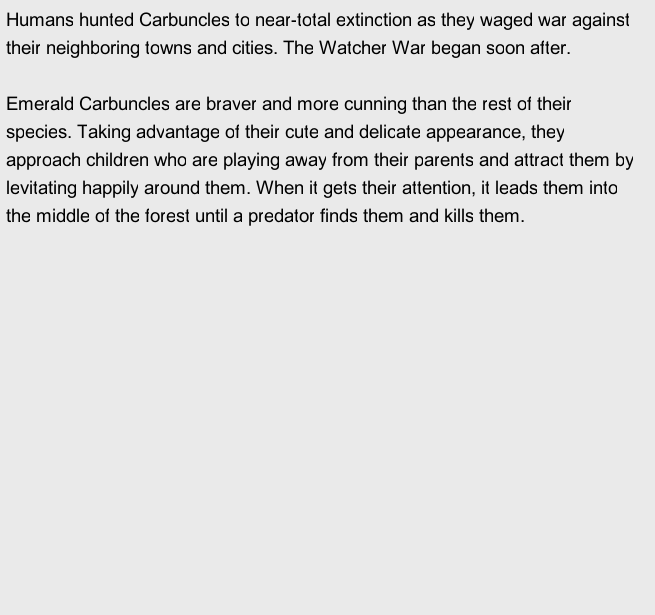 Humans hunted Carbuncles to near-total extinction as they waged war against
their neighboring towns and cities. The Watcher War began soon after.
Emerald Carbuncles are braver and more cunning than the rest of their
species. Taking advantage of their cute and delicate appearance, they
approach children who are playing away from their parents and attract them by
levitating happily around them. When it gets their attention, it leads them into
the middle of the forest until a predator finds them and kills them.